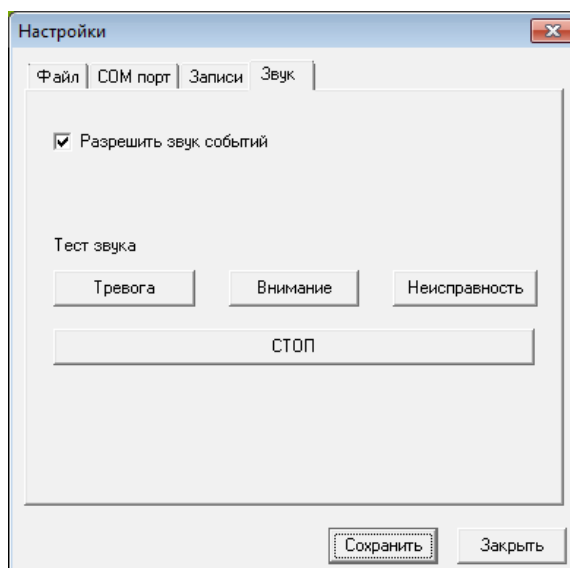 Настройки
Файл COM порт Записи Звук
Разрешить звук событий
Тест звука
Тревога Внимание Неисправность
СТОП
Сохранить Закрыть